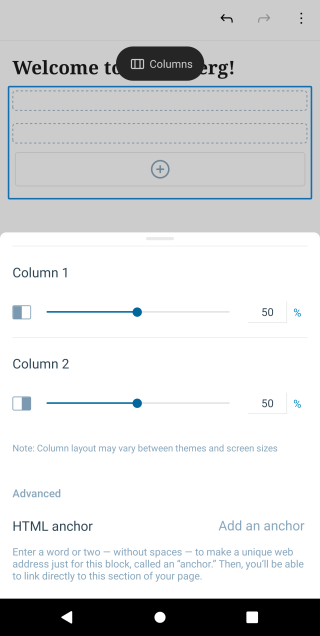 Columns
Welcome to erg!
Column 1
50 %
Column 2
50 %
Note: Column layout may vary between themes and screen sizes
Advanced
HTML anchor Add an anchor
Enter a word or two — without spaces — to make a unique web
address just for this block, called an “anchor.” Then, you’ll be able
to link directly to this section of your page.